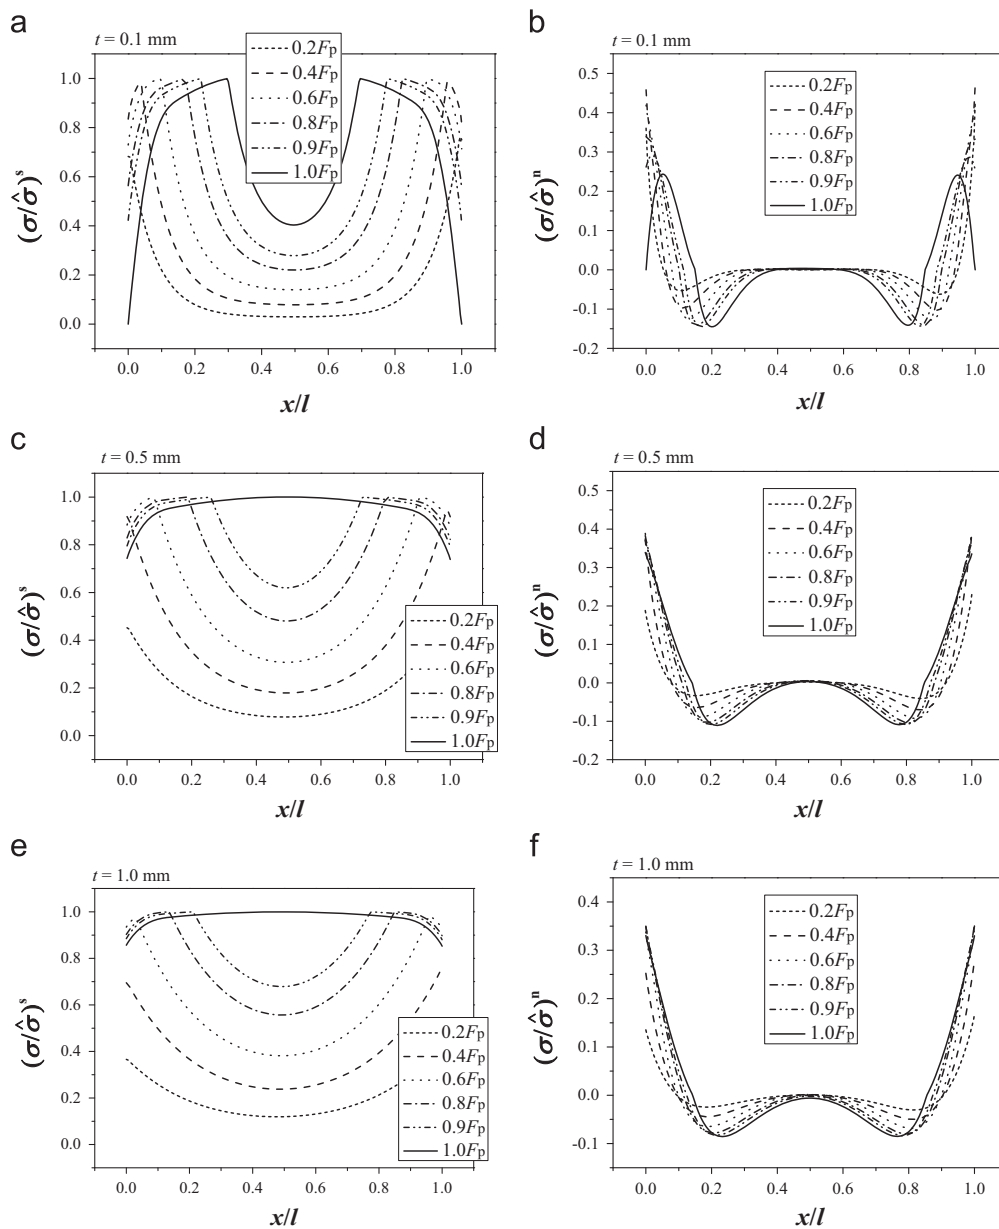 a
t = 0.1 mm
0.2Fp
0.4Fp
0.6Fp
0.8Fp
0.9Fp
1.0Fp
1.0
0.8
0.6
0.4
0.2
0.0
(σ/σ̂)ˢ
0.0 0.2 0.4 0.6 0.8 1.0
x/l
b
t = 0.1 mm
0.2Fp
0.4Fp
0.6Fp
0.8Fp
0.9Fp
1.0Fp
0.5
0.4
0.3
0.2
0.1
0.0
-0.1
-0.2
(σ/σ̂)ⁿ
0.0 0.2 0.4 0.6 0.8 1.0
x/l
c
t = 0.5 mm
1.0
0.8
0.6
0.4
0.2
0.0
(σ/σ̂)ˢ
0.2Fp
0.4Fp
0.6Fp
0.8Fp
0.9Fp
1.0Fp
0.0 0.2 0.4 0.6 0.8 1.0
x/l
d
t = 0.5 mm
0.2Fp
0.4Fp
0.6Fp
0.8Fp
0.9Fp
1.0Fp
0.5
0.4
0.3
0.2
0.1
0.0
-0.1
-0.2
(σ/σ̂)ⁿ
0.0 0.2 0.4 0.6 0.8 1.0
x/l
e
t = 1.0 mm
1.0
0.8
0.6
0.4
0.2
0.0
(σ/σ̂)ˢ
0.2Fp
0.4Fp
0.6Fp
0.8Fp
0.9Fp
1.0Fp
0.0 0.2 0.4 0.6 0.8 1.0
x/l
f
t = 1.0 mm
0.2Fp
0.4Fp
0.6Fp
0.8Fp
0.9Fp
1.0Fp
0.4
0.3
0.2
0.1
0.0
-0.1
(σ/σ̂)ⁿ
0.0 0.2 0.4 0.6 0.8 1.0
x/l